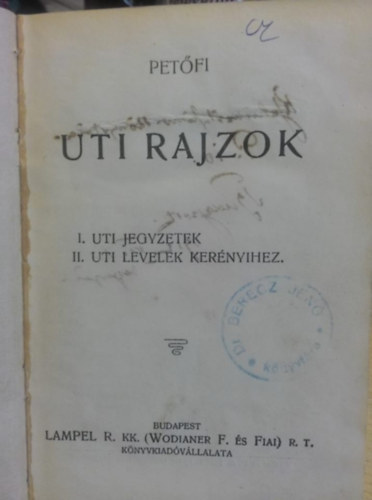 PETŐFI
UTI RAJZOK
I. UTI JEGYZETEK
II. UTI LEVELEK KERÉNYIHEZ.
BUDAPEST
LAMPEL R. KK. (WODIANER F. ÉS FIAI) R. T.
KÖNYVKIADÓVÁLLALATA